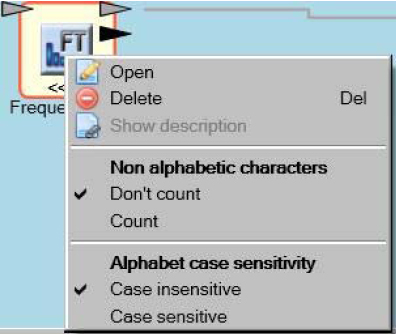 FT
<<
Freque
Open
Delete Del
Show description
Non alphabetic characters
Don't count
Count
Alphabet case sensitivity
Case insensitive
Case sensitive